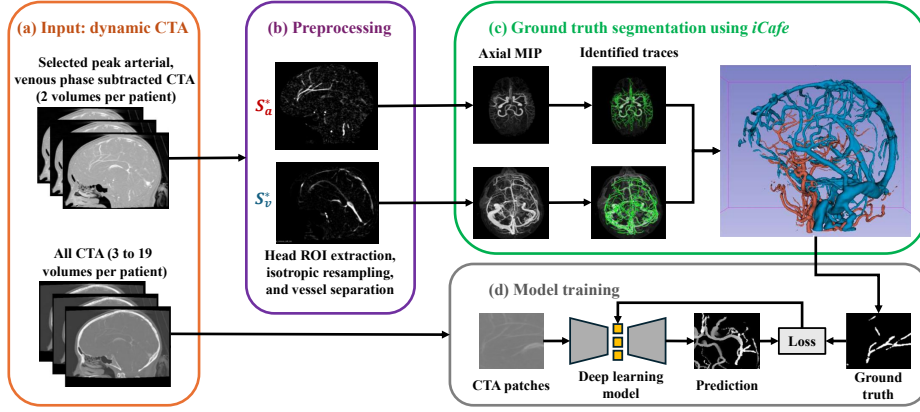 (a) Input: dynamic CTA
Selected peak arterial,
venous phase subtracted CTA
(2 volumes per patient)
All CTA (3 to 19
volumes per patient)
(b) Preprocessing
S*a
S*v
Head ROI extraction,
isotropic resampling,
and vessel separation
(c) Ground truth segmentation using iCafe
Axial MIP
Identified traces
(d) Model training
CTA patches
Deep learning
model
Prediction
Loss
Ground
truth